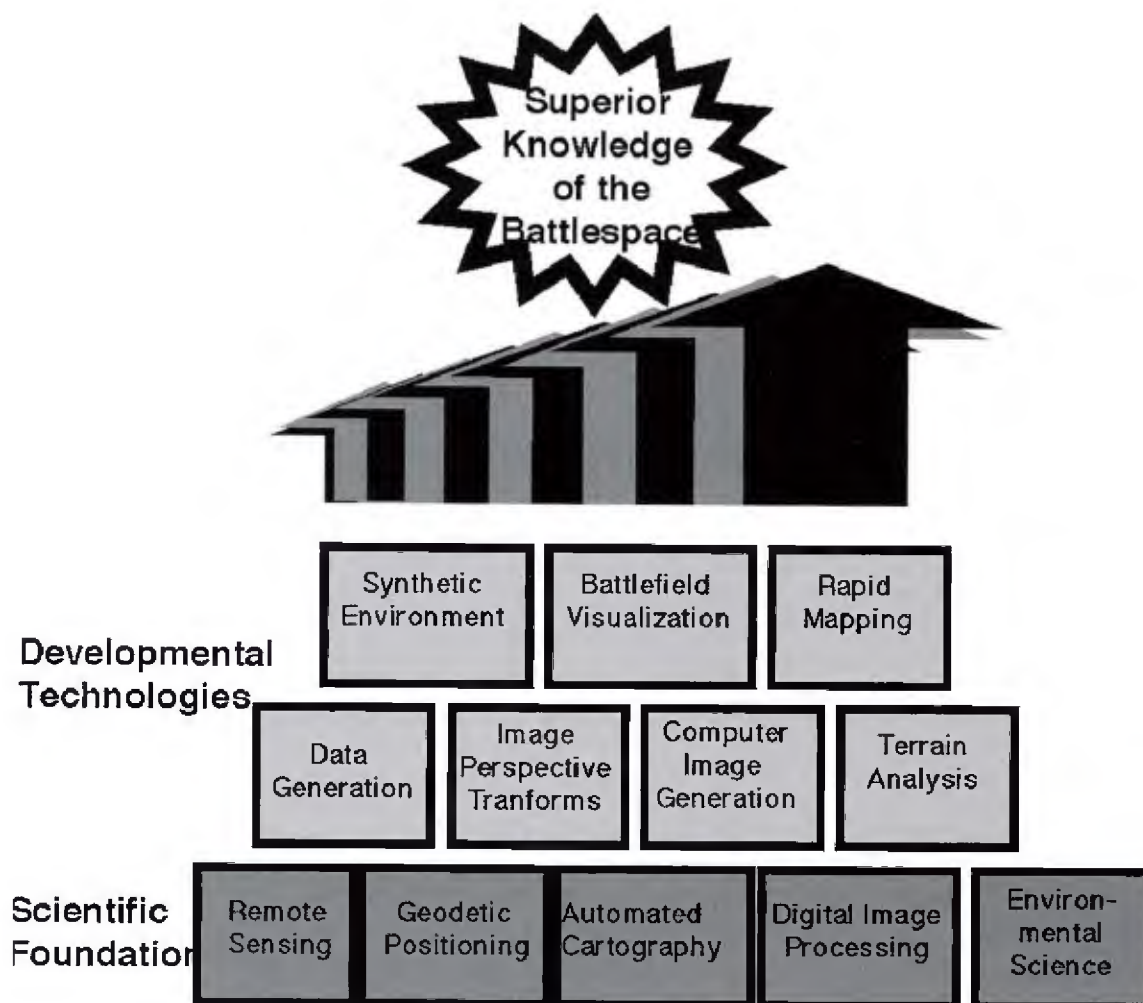 Superior
Knowledge
of the
Battlespace
Developmental
Technologies
Synthetic
Environment
Battlefield
Visualization
Rapid
Mapping
Data
Generation
Image
Perspective
Tranforms
Computer
Image
Generation
Terrain
Analysis
Scientific
Foundation
Remote
Sensing
Geodetic
Positioning
Automated
Cartography
Digital Image
Processing
Environ-
mental
Science